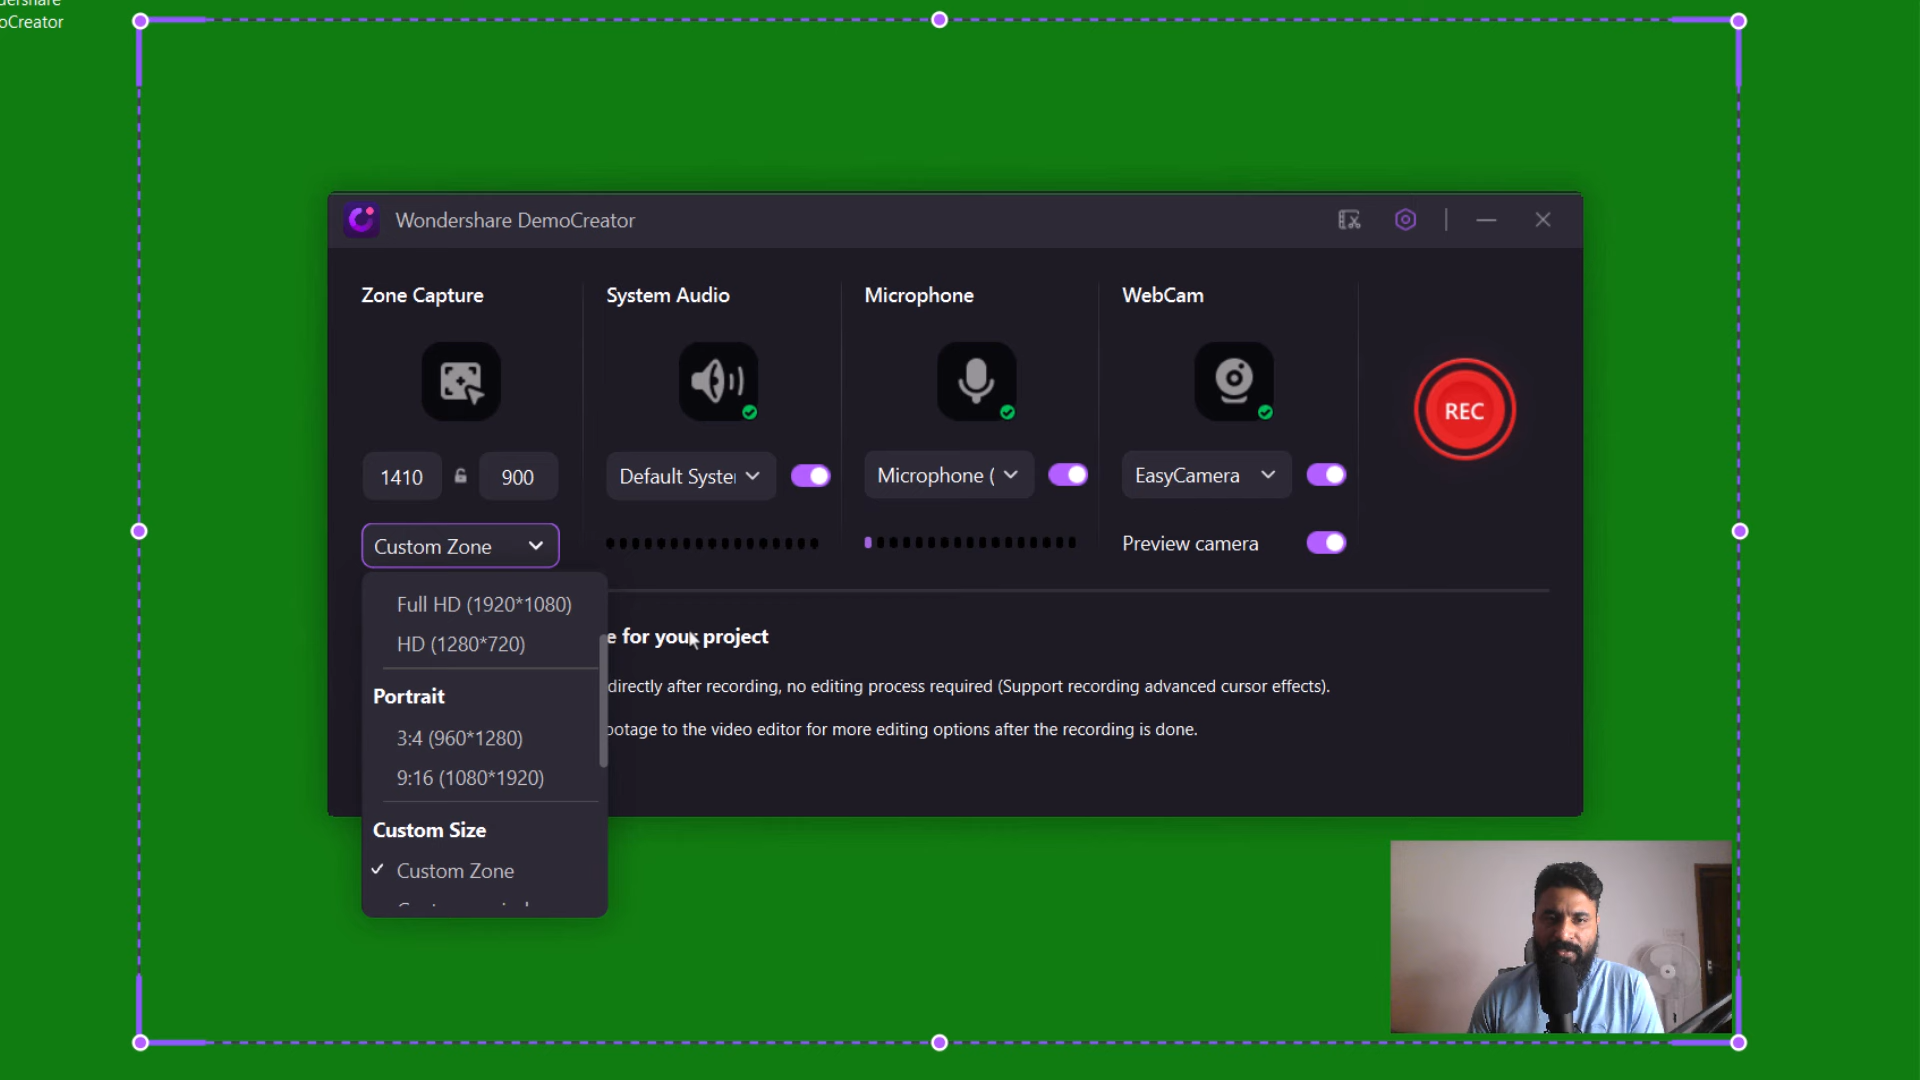 dershare
oCreator
Wondershare DemoCreator
Zone Capture
System Audio
Microphone
WebCam
REC
1410
900
Default Syste
Microphone (
EasyCamera
Custom Zone
Preview camera
Full HD (1920*1080)
HD (1280*720)
Portrait
3:4 (960*1280)
9:16 (1080*1920)
Custom Size
Custom Zone
e for your project
directly after recording, no editing process required (Support recording advanced cursor effects).
ootage to the video editor for more editing options after the recording is done.